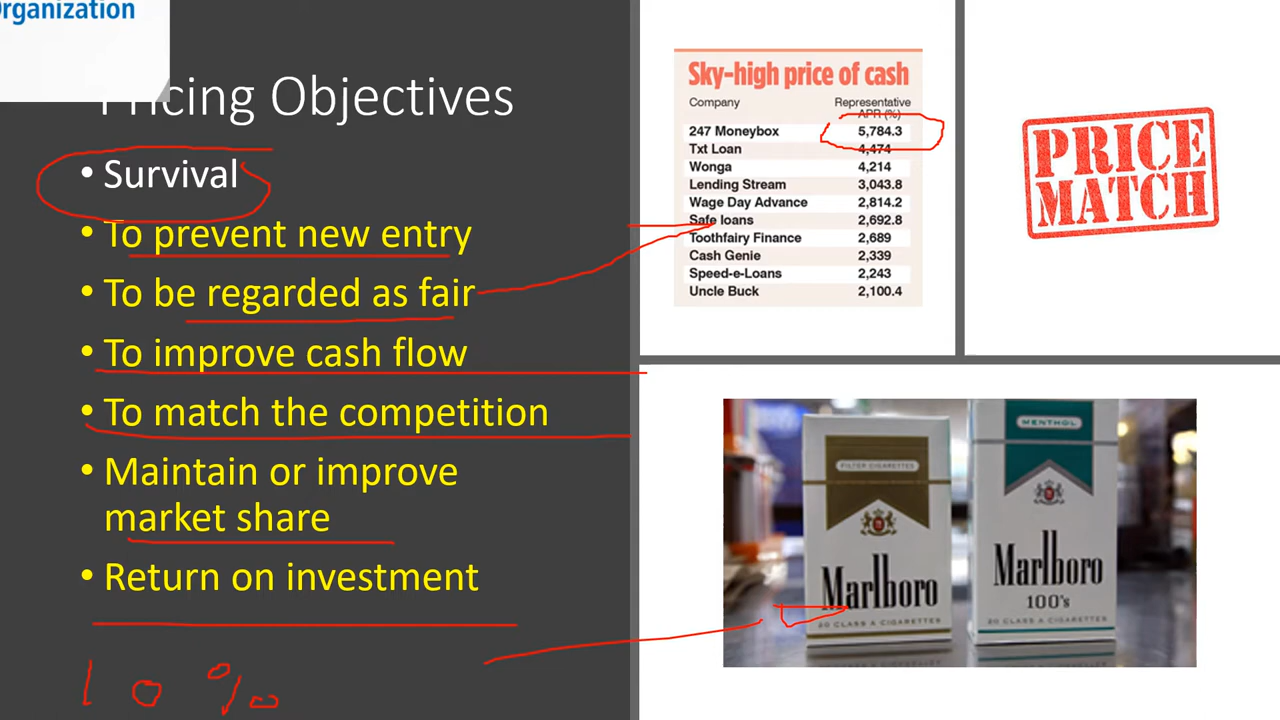 Organization
Pricing Objectives
• Survival
• To prevent new entry
• To be regarded as fair
• To improve cash flow
• To match the competition
• Maintain or improve
market share
• Return on investment
10 %
Sky-high price of cash
Company Representative
APR (%)
247 Moneybox 5,784.3
Txt Loan 4,474
Wonga 4,214
Lending Stream 3,043.8
Wage Day Advance 2,814.2
Safe loans 2,692.8
Toothfairy Finance 2,689
Cash Genie 2,339
Speed-e-Loans 2,243
Uncle Buck 2,100.4
PRICE
MATCH
FILTER CIGARETTES
Marlboro
20 CLASS A CIGARETTES
MENTHOL
Marlboro
100's
20 CLASS A CIGARETTES